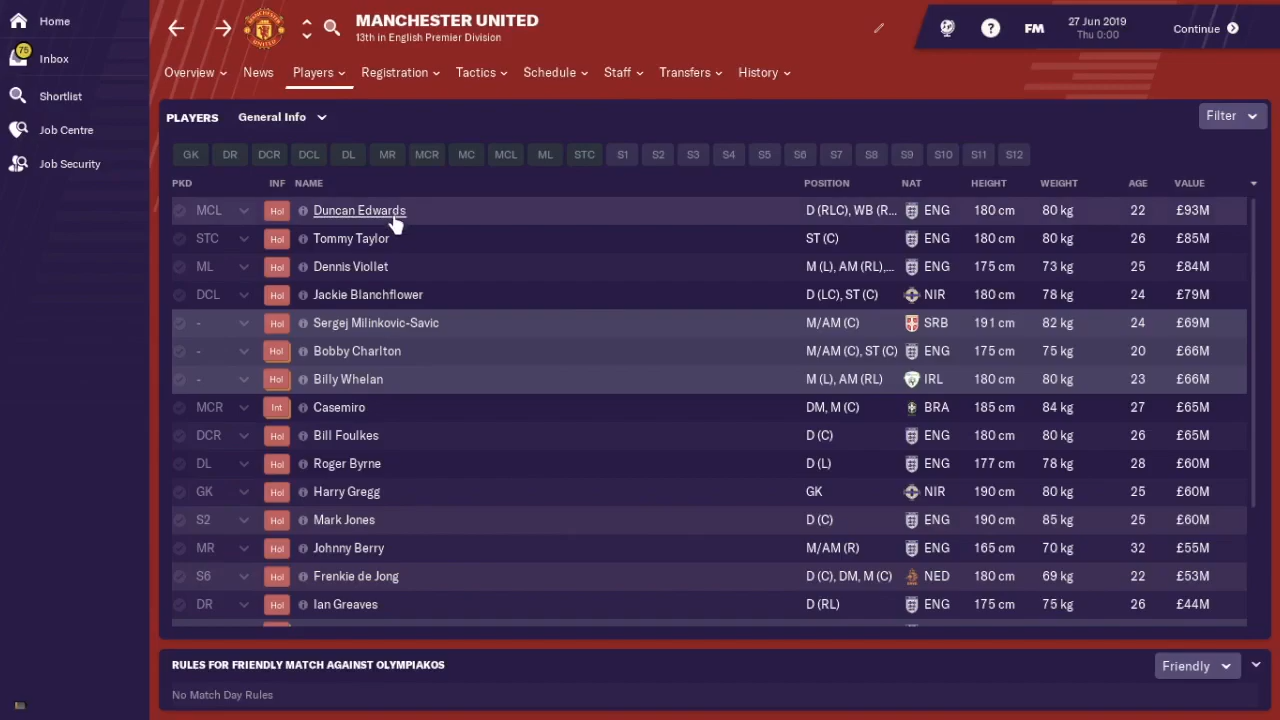 Home
75
Inbox
Shortlist
Job Centre
Job Security
MANCHESTER UNITED
13th in English Premier Division
?
FM
27 Jun 2019
Thu 0:00
Continue
Overview News Players Registration Tactics Schedule Staff Transfers History
PLAYERS General Info Filter
GK DR DCR DCL DL MR MCR MC MCL ML STC S1 S2 S3 S4 S5 S6 S7 S8 S9 S10 S11 S12
PKD INF NAME POSITION NAT HEIGHT WEIGHT AGE VALUE
MCL Hol Duncan Edwards D (RLC), WB (R... ENG 180 cm 80 kg 22 £93M
STC Hol Tommy Taylor ST (C) ENG 180 cm 80 kg 26 £85M
ML Hol Dennis Viollet M (L), AM (RL),... ENG 175 cm 73 kg 25 £84M
DCL Hol Jackie Blanchflower D (LC), ST (C) NIR 180 cm 78 kg 24 £79M
- Hol Sergej Milinkovic-Savic M/AM (C) SRB 191 cm 82 kg 24 £69M
- Hol Bobby Charlton M/AM (C), ST (C) ENG 175 cm 75 kg 20 £66M
- Hol Billy Whelan M (L), AM (RL) IRL 180 cm 80 kg 23 £66M
MCR Int Casemiro DM, M (C) BRA 185 cm 84 kg 27 £65M
DCR Hol Bill Foulkes D (C) ENG 180 cm 80 kg 26 £65M
DL Hol Roger Byrne D (L) ENG 177 cm 78 kg 28 £60M
GK Hol Harry Gregg GK NIR 190 cm 80 kg 25 £60M
S2 Hol Mark Jones D (C) ENG 190 cm 85 kg 25 £60M
MR Hol Johnny Berry M/AM (R) ENG 165 cm 70 kg 32 £55M
S6 Hol Frenkie de Jong D (C), DM, M (C) NED 180 cm 69 kg 22 £53M
DR Hol Ian Greaves D (RL) ENG 175 cm 75 kg 26 £44M
RULES FOR FRIENDLY MATCH AGAINST OLYMPIAKOS Friendly
No Match Day Rules